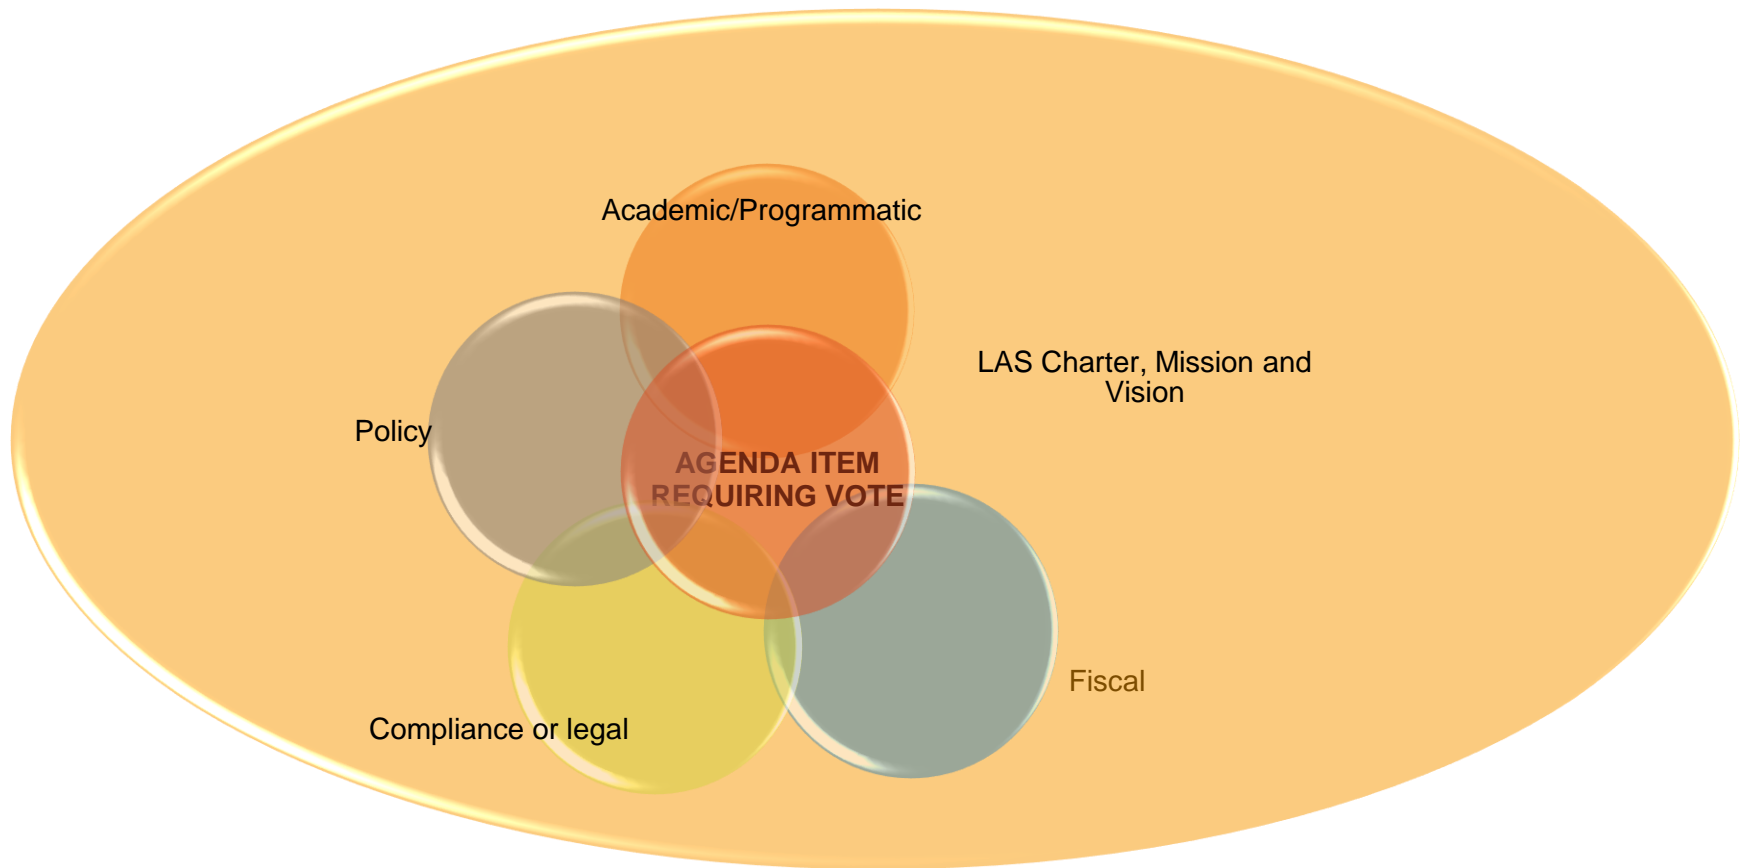 Academic/Programmatic
LAS Charter, Mission and
Vision
Policy
AGENDA ITEM
REQUIRING VOTE
Fiscal
Compliance or legal